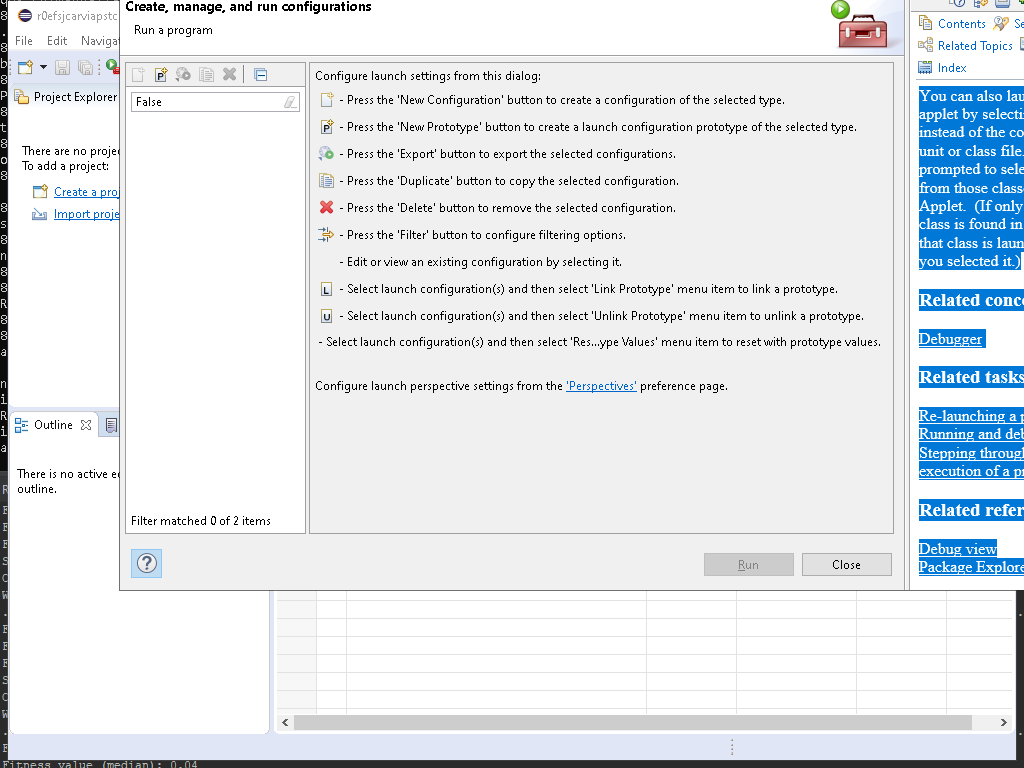 r0efsjcarviapstc
File Edit Navigat
Project Explorer
There are no proje
To add a project:
Create a proj
Import proje
Outline
There is no active e
outline.
Create, manage, and run configurations
Run a program
False
Filter matched 0 of 2 items
Configure launch settings from this dialog:
- Press the 'New Configuration' button to create a configuration of the selected type.
- Press the 'New Prototype' button to create a launch configuration prototype of the selected type.
- Press the 'Export' button to export the selected configurations.
- Press the 'Duplicate' button to copy the selected configuration.
- Press the 'Delete' button to remove the selected configuration.
- Press the 'Filter' button to configure filtering options.
- Edit or view an existing configuration by selecting it.
- Select launch configuration(s) and then select 'Link Prototype' menu item to link a prototype.
- Select launch configuration(s) and then select 'Unlink Prototype' menu item to unlink a prototype.
- Select launch configuration(s) and then select 'Res...ype Values' menu item to reset with prototype values.
Configure launch perspective settings from the 'Perspectives' preference page.
Run Close
Contents Se
Related Topics
Index
You can also lau
applet by selecti
instead of the co
unit or class file.
prompted to sele
from those classe
Applet. (If only
class is found in
that class is laun
you selected it.)
Related conce
Debugger
Related tasks
Re-launching a p
Running and deb
Stepping through
execution of a pr
Related refer
Debug view
Package Explore
Fitness value (median): 0.04